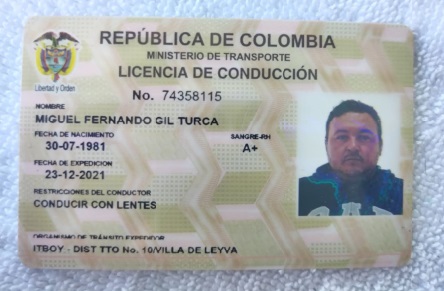 REPÚBLICA DE COLOMBIA
MINISTERIO DE TRANSPORTE
LICENCIA DE CONDUCCIÓN
Libertad y Orden
No. 74358115
NOMBRE
MIGUEL FERNANDO GIL TURCA
FECHA DE NACIMIENTO SANGRE-RH
30-07-1981 A+
FECHA DE EXPEDICION
23-12-2021
RESTRICCIONES DEL CONDUCTOR
CONDUCIR CON LENTES
ORGANISMO DE TRÁNSITO EXPEDIDOR
ITBOY - DIST TTO No. 10/VILLA DE LEYVA